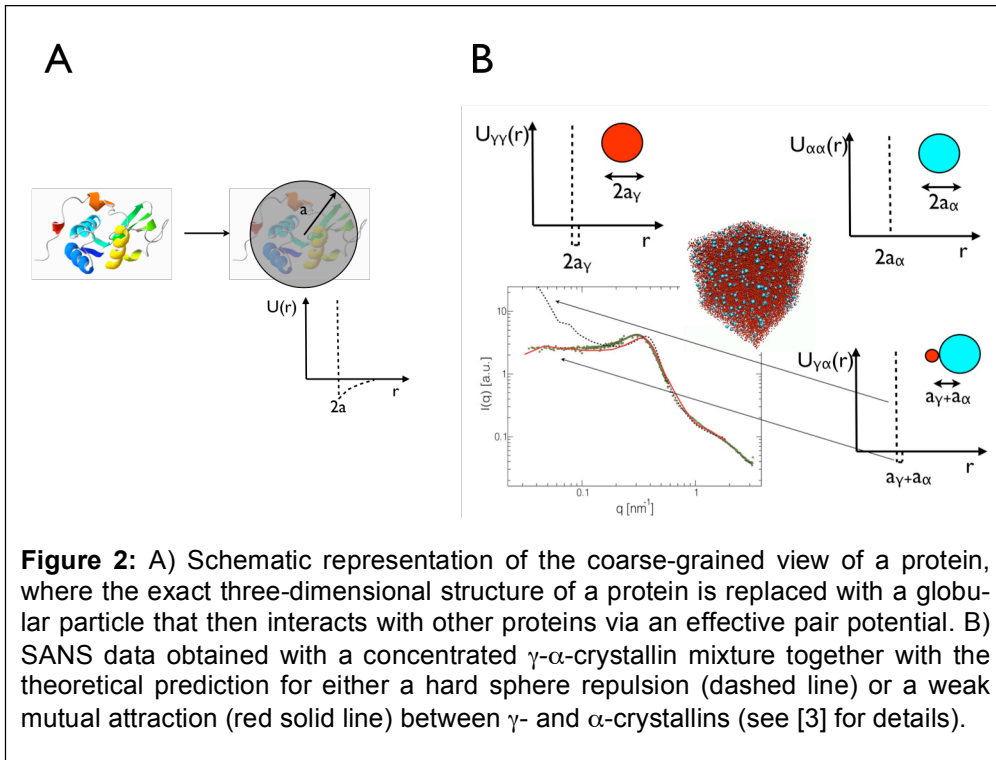 A
B
a
U(r)
2a
r
Uγγ(r)
2aγ
r
2aγ
Uαα(r)
2aα
r
2aα
10
1
0.1
I(q) [a.u.]
0.1
1
q [nm⁻¹]
Uγα(r)
aγ+aα
r
aγ+aα
Figure 2: A) Schematic representation of the coarse-grained view of a protein,
where the exact three-dimensional structure of a protein is replaced with a globu-
lar particle that then interacts with other proteins via an effective pair potential. B)
SANS data obtained with a concentrated γ-α-crystallin mixture together with the
theoretical prediction for either a hard sphere repulsion (dashed line) or a weak
mutual attraction (red solid line) between γ- and α-crystallins (see [3] for details).